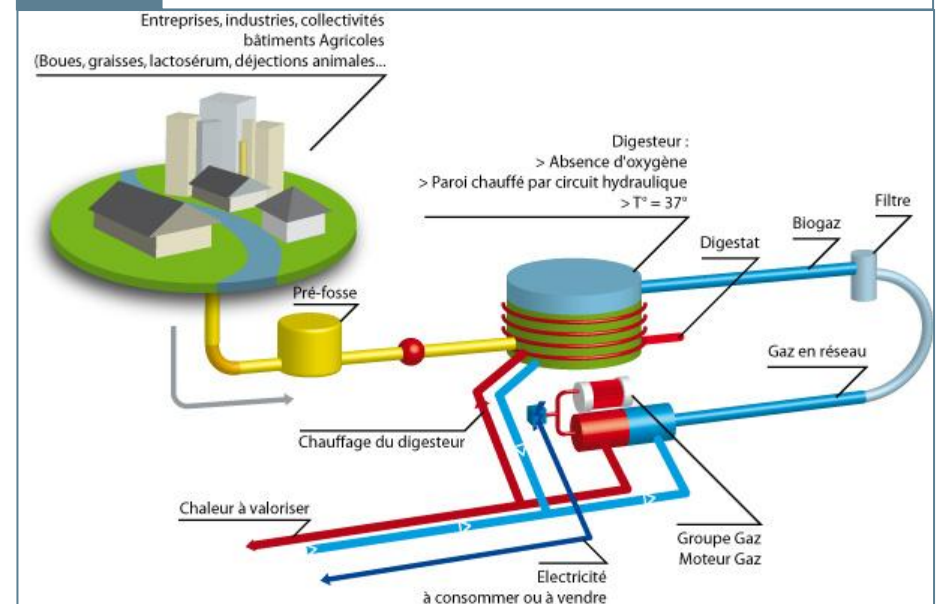 Entreprises, industries, collectivités
bâtiments Agricoles
(Boues, graisses, lactosérum, déjections animales...
Digesteur :
> Absence d'oxygène
> Paroi chauffé par circuit hydraulique
> T° = 37°
Filtre
Biogaz
Digestat
Pré-fosse
Gaz en réseau
Chauffage du digesteur
Chaleur à valoriser
Groupe Gaz
Moteur Gaz
Electricité
à consommer ou à vendre